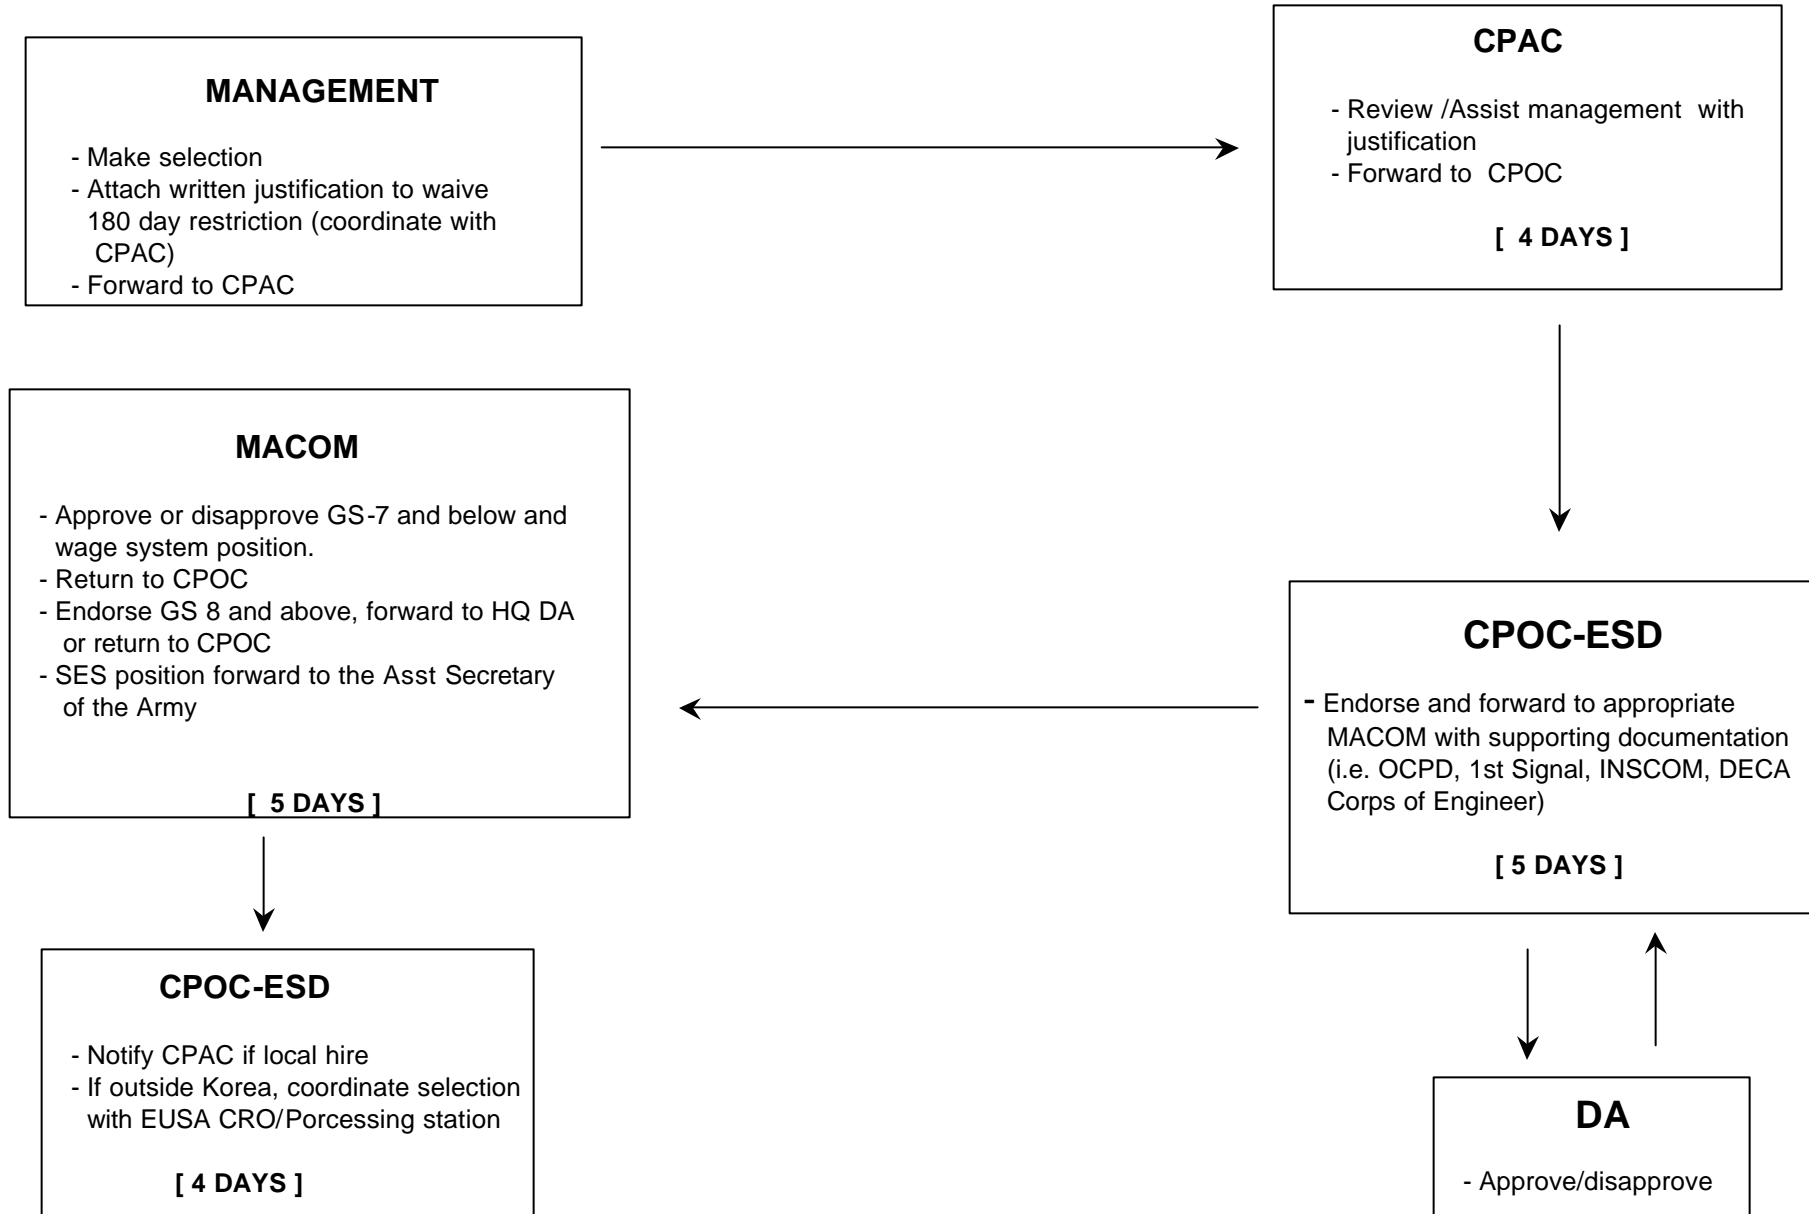 MANAGEMENT
- Make selection
- Attach written justification to waive
180 day restriction (coordinate with
CPAC)
- Forward to CPAC
CPAC
- Review /Assist management with
justification
- Forward to CPOC
[ 4 DAYS ]
MACOM
- Approve or disapprove GS-7 and below and
wage system position.
- Return to CPOC
- Endorse GS 8 and above, forward to HQ DA
or return to CPOC
- SES position forward to the Asst Secretary
of the Army
[ 5 DAYS ]
CPOC-ESD
- Endorse and forward to appropriate
MACOM with supporting documentation
(i.e. OCPD, 1st Signal, INSCOM, DECA
Corps of Engineer)
[ 5 DAYS ]
CPOC-ESD
- Notify CPAC if local hire
- If outside Korea, coordinate selection
with EUSA CRO/Porcessing station
[ 4 DAYS ]
DA
- Approve/disapprove